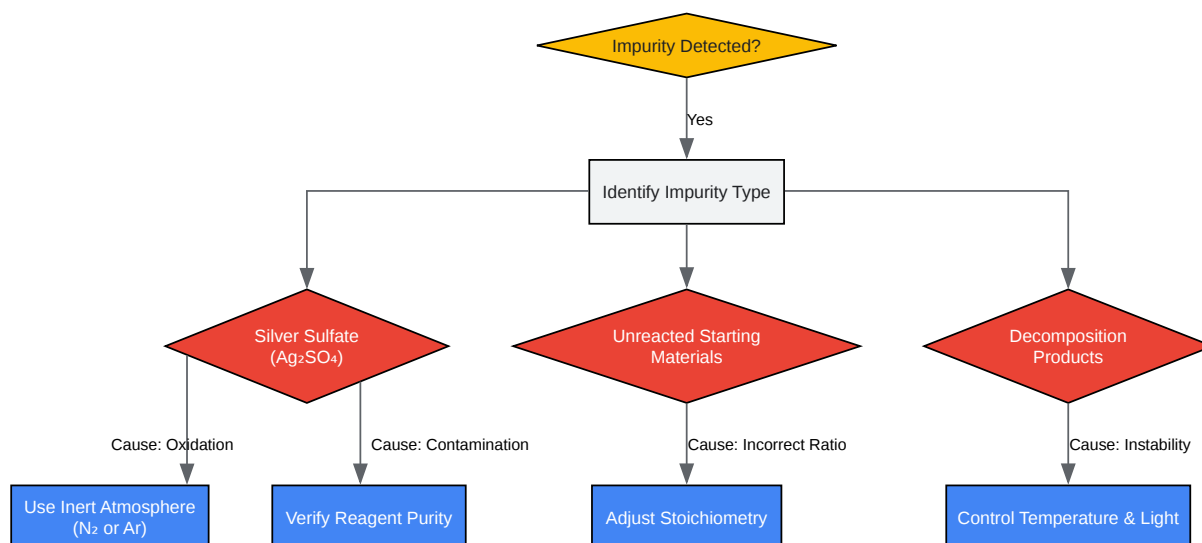 Impurity Detected?
Yes
Identify Impurity Type
Silver Sulfate
(Ag₂SO₄)
Unreacted Starting
Materials
Decomposition
Products
Cause: Oxidation
Cause: Contamination
Cause: Incorrect Ratio
Cause: Instability
Use Inert Atmosphere
(N₂ or Ar)
Verify Reagent Purity
Adjust Stoichiometry
Control Temperature & Light